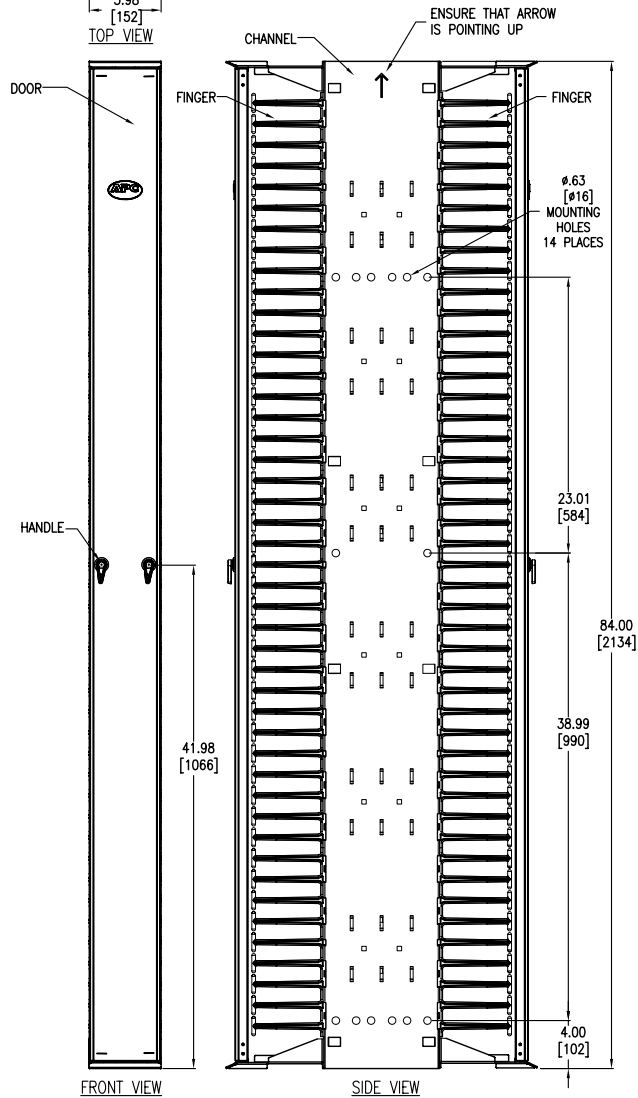 5.98
[152]
TOP VIEW
CHANNEL
ENSURE THAT ARROW
IS POINTING UP
DOOR
FINGER
FINGER
APC
ø.63
[ø16]
MOUNTING
HOLES
14 PLACES
23.01
[584]
HANDLE
84.00
[2134]
38.99
[990]
41.98
[1066]
4.00
[102]
FRONT VIEW
SIDE VIEW